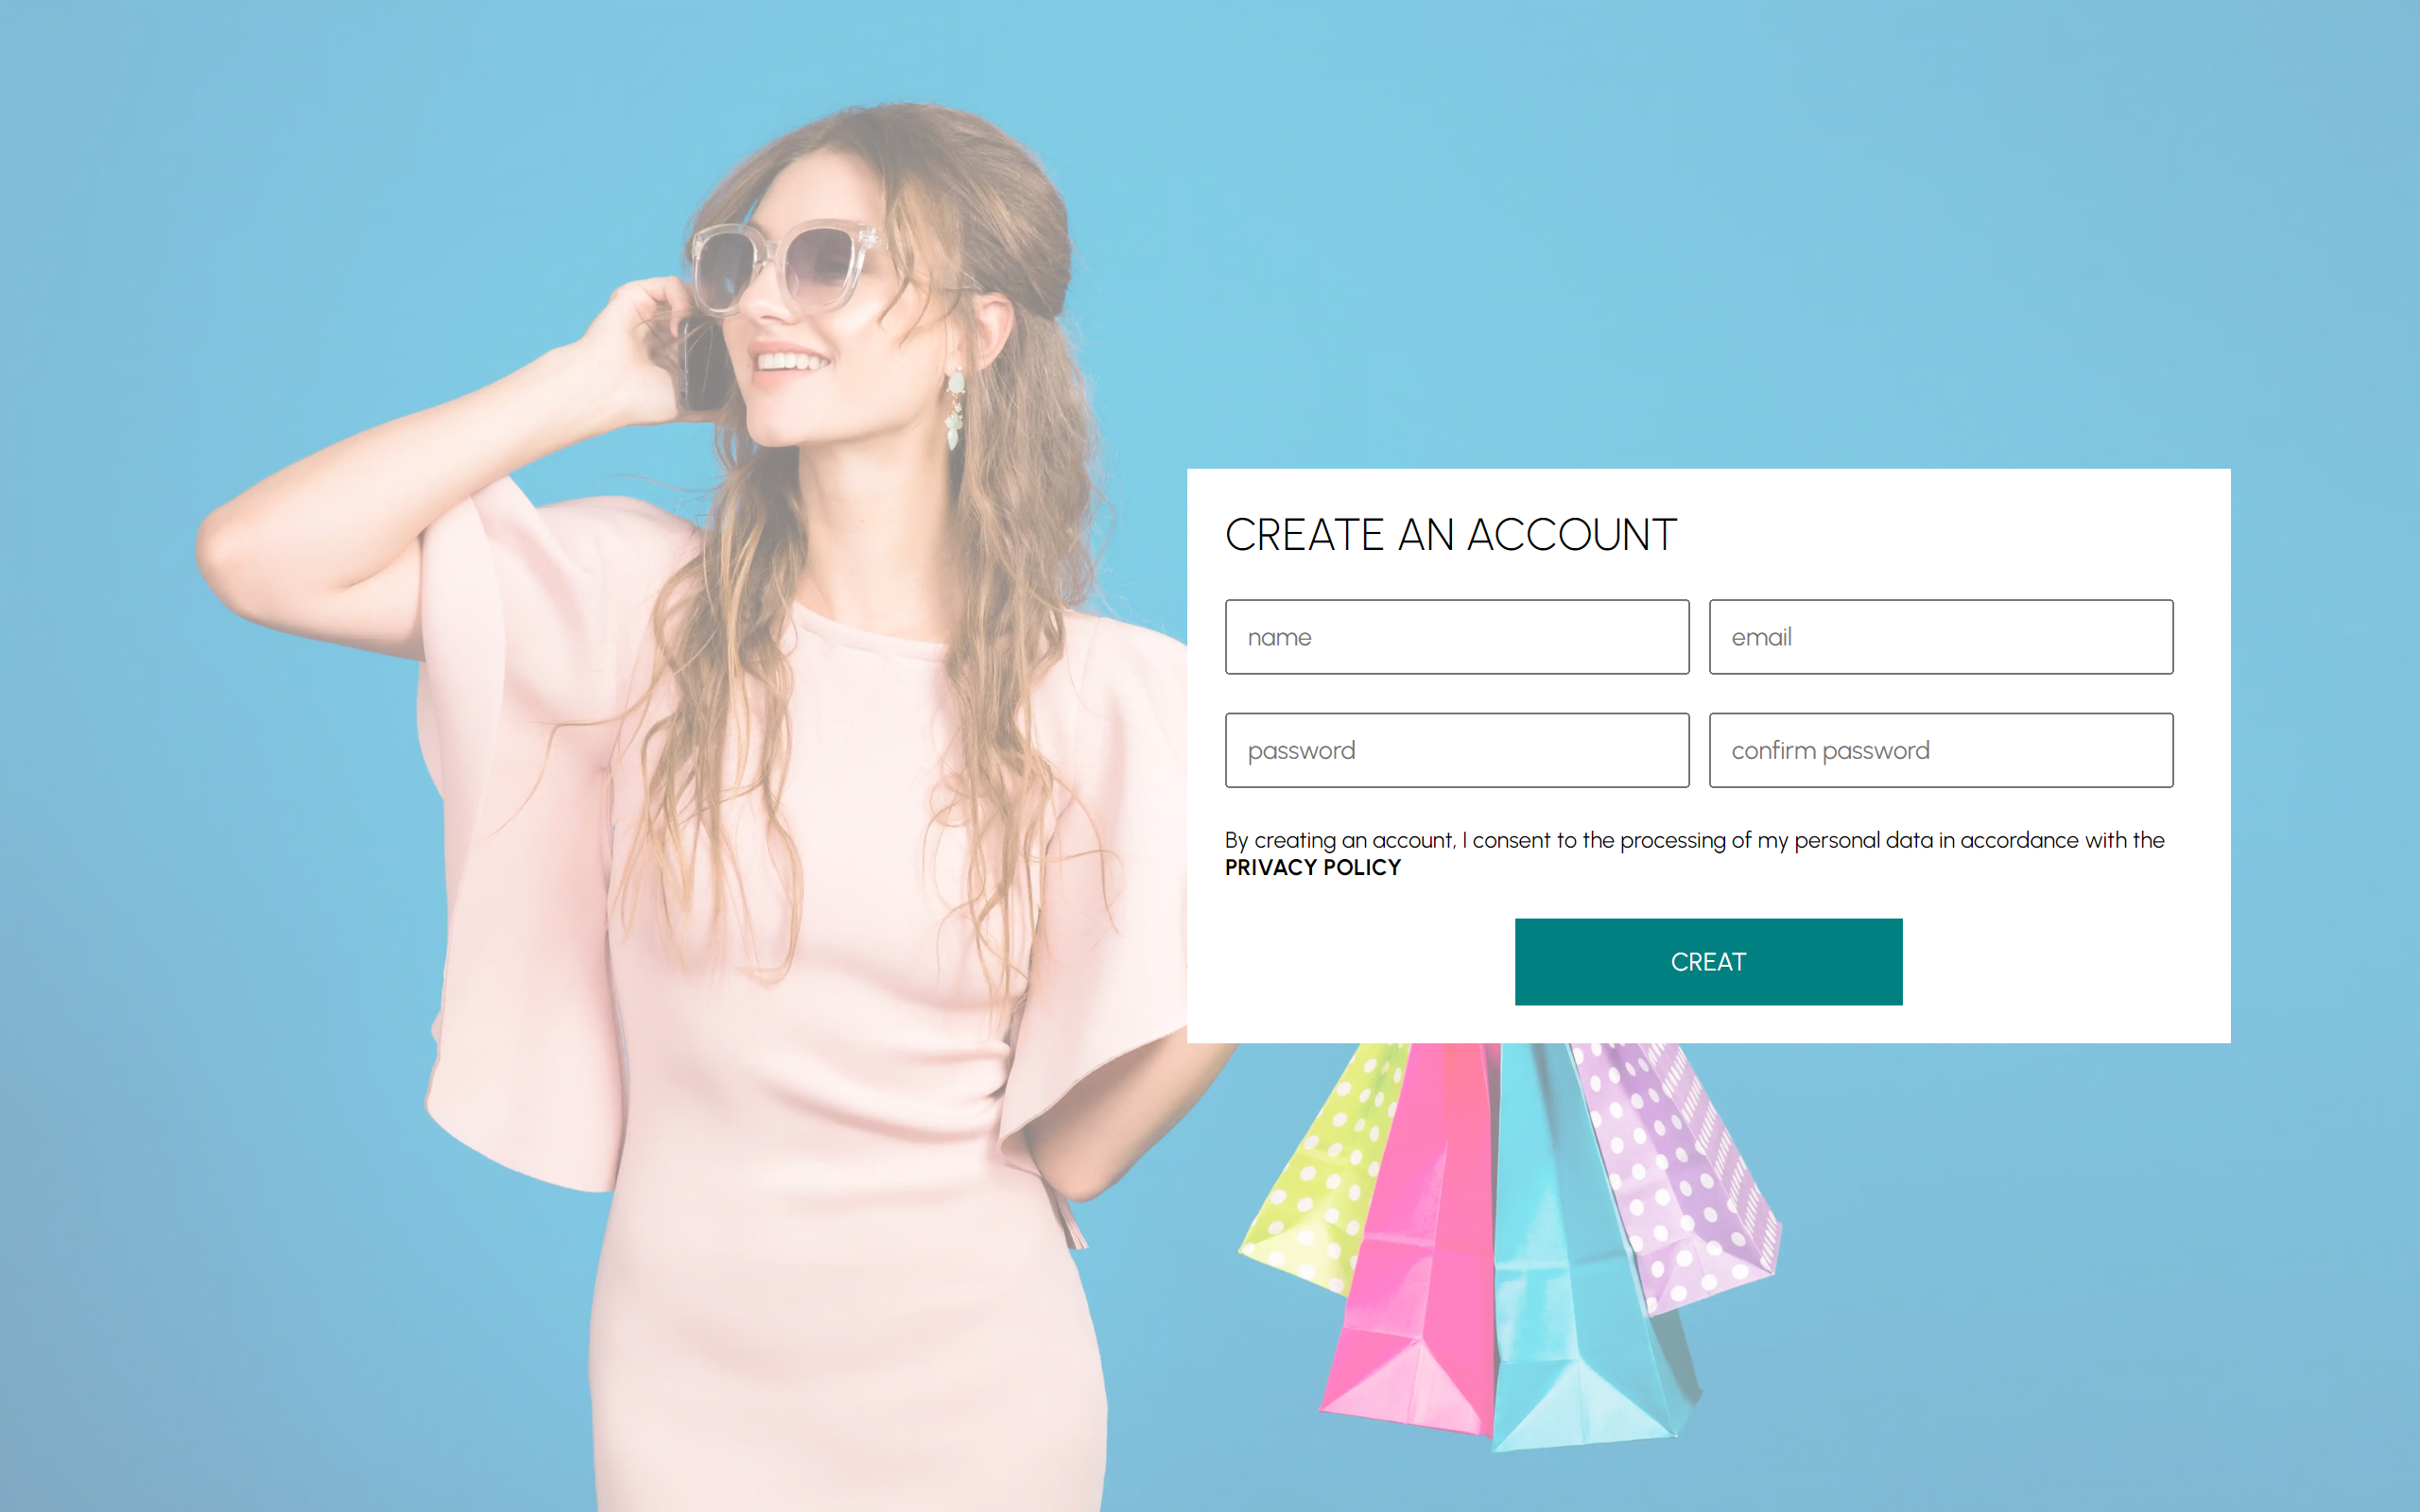 CREATE AN ACCOUNT
name
email
password
confirm password
By creating an account, I consent to the processing of my personal data in accordance with the
PRIVACY POLICY
CREAT